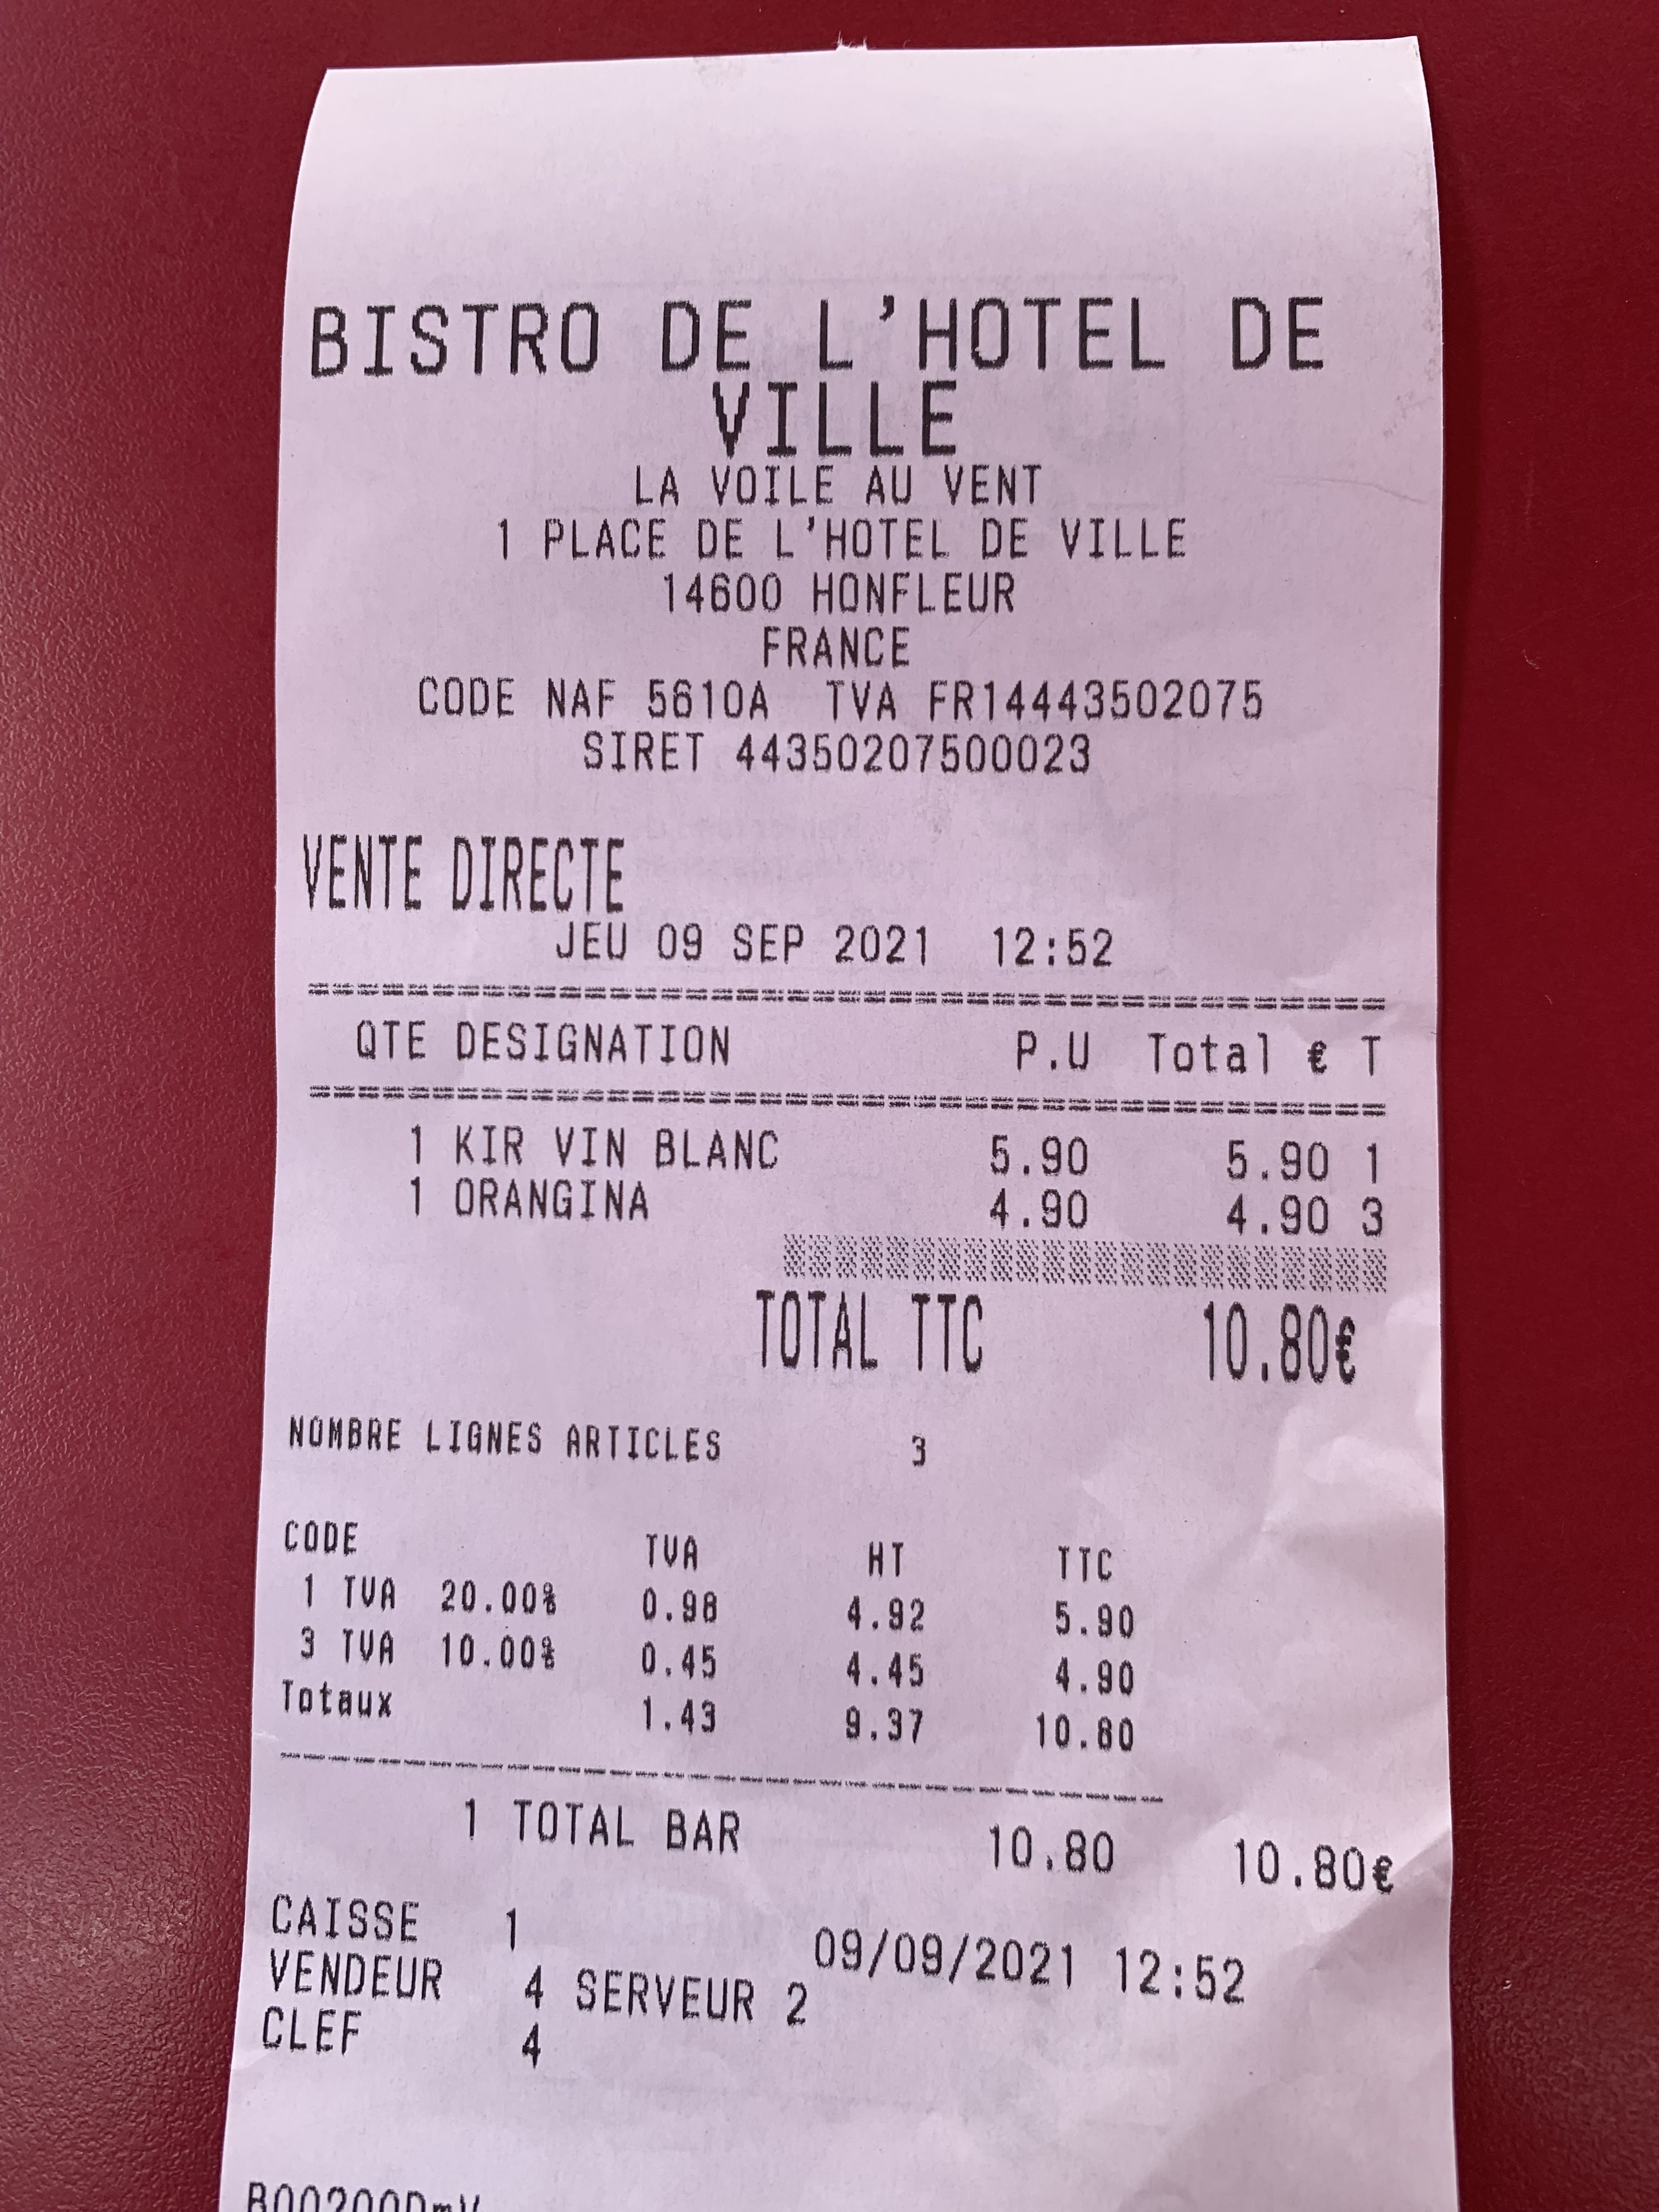 BISTRO DE L'HOTEL DE
VILLE
LA VOILE AU VENT
1 PLACE DE L'HOTEL DE VILLE
14600 HONFLEUR
FRANCE
CODE NAF 5610A TVA FR14443502075
SIRET 44350207500023
VENTE DIRECTE
JEU 09 SEP 2021 12:52
QTE DESIGNATION P.U Total € T
1 KIR VIN BLANC 5.90 5.90 1
1 ORANGINA 4.90 4.90 3
TOTAL TTC 10.80€
NOMBRE LIGNES ARTICLES 3
CODE TVA HT TTC
1 TVA 20.00% 0.98 4.92 5.90
3 TVA 10.00% 0.45 4.45 4.90
Totaux 1.43 9.37 10.80
1 TOTAL BAR 10.80 10.80€
CAISSE 1 09/09/2021 12:52
VENDEUR 4 SERVEUR 2
CLEF 4